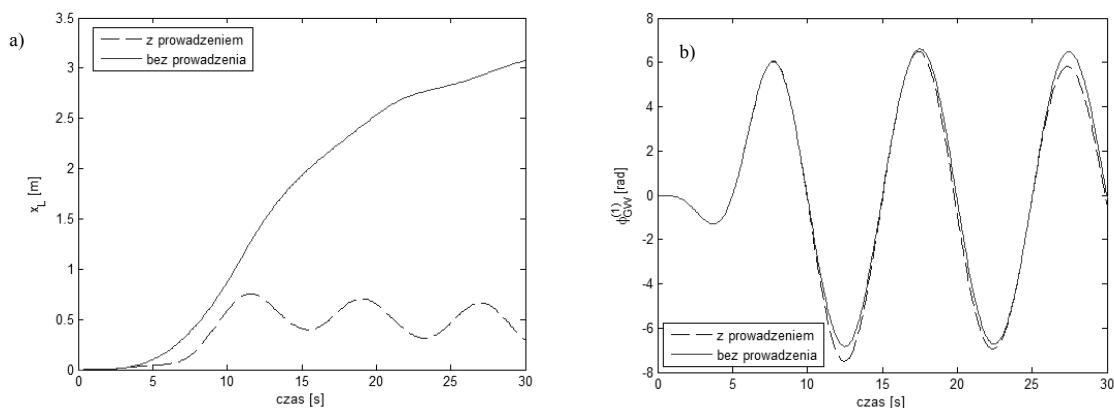 a)
3.5
3
2.5
2
1.5
1
0.5
0
x_L [m]
z prowadzeniem
bez prowadzenia
0 5 10 15 20 25 30
czas [s]
b)
8
6
4
2
0
-2
-4
-6
-8
ϕ_GW^(1) [rad]
z prowadzeniem
bez prowadzenia
0 5 10 15 20 25 30
czas [s]